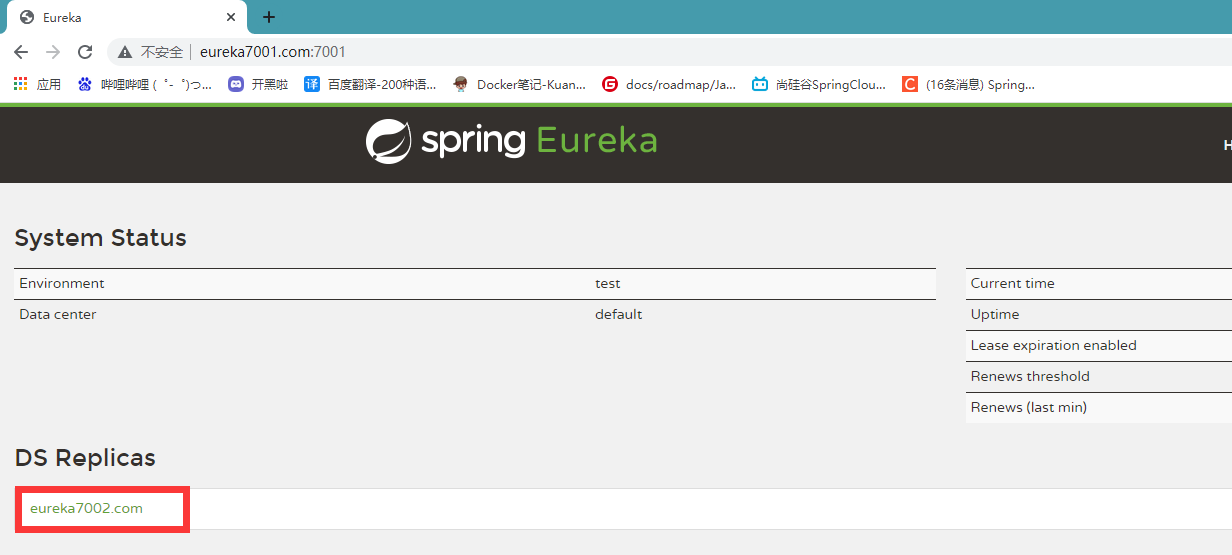 Eureka
不安全 eureka7001.com:7001
应用 哔哩哔哩 ( ゜- ゜)つ... 开黑啦 译 百度翻译-200种语... Docker笔记-Kuan... G docs/roadmap/Ja... 尚硅谷SpringClou... C (16条消息) Spring...
spring Eureka
H
System Status
Environment test Current time
Data center default Uptime
Lease expiration enabled
Renews threshold
Renews (last min)
DS Replicas
eureka7002.com